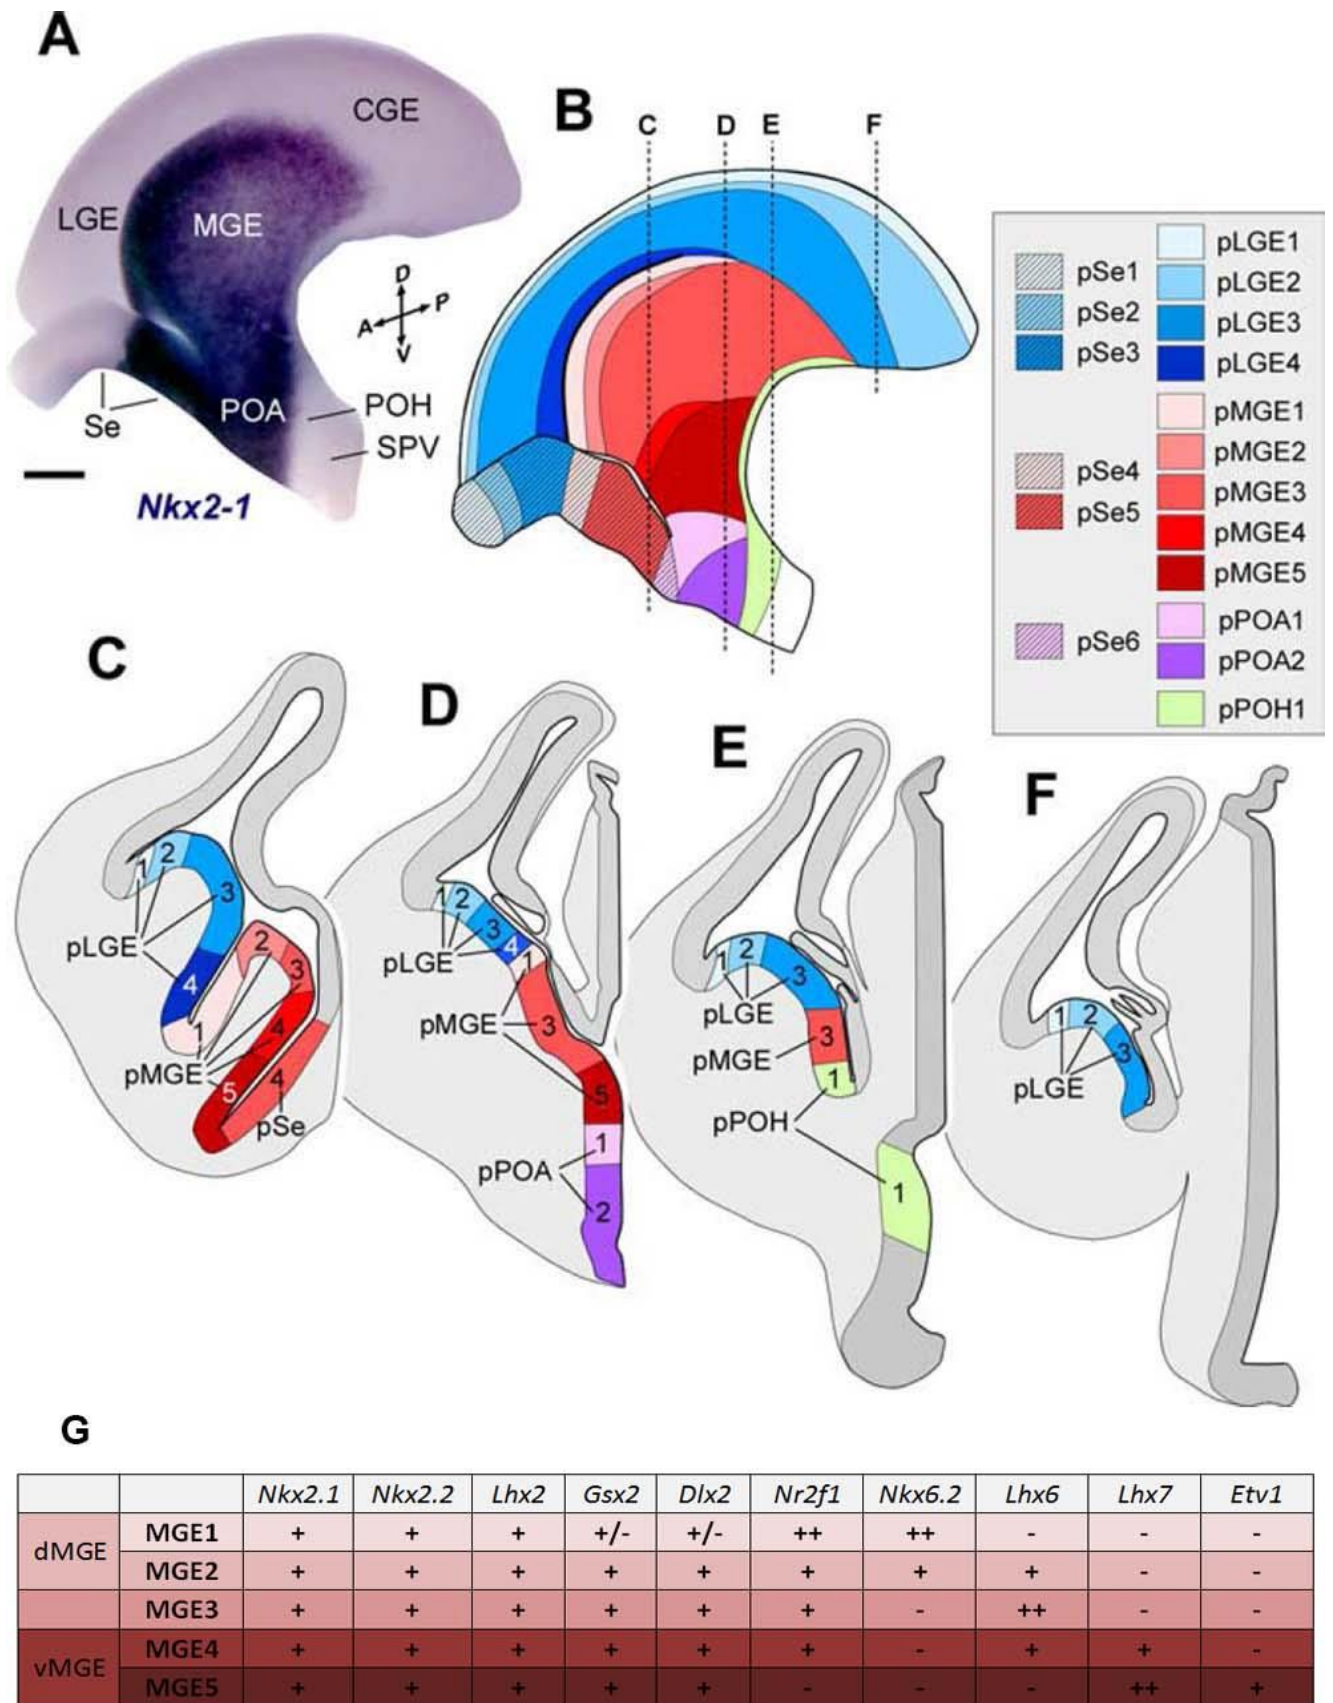 A
CGE
LGE
MGE
D
A
P
V
POA
POH
Se
SPV
Nkx2-1
B
C D E F
pSe1
pSe2
pSe3
pSe4
pSe5
pSe6
pLGE1
pLGE2
pLGE3
pLGE4
pMGE1
pMGE2
pMGE3
pMGE4
pMGE5
pPOA1
pPOA2
pPOH1
C
1 2
3
pLGE
4
2
3
1
4
pMGE
5
4
pSe
D
1 2
3
4
pLGE
1
pMGE
3
5
1
pPOA
2
E
1 2
3
pLGE
pMGE
3
1
pPOH
1
F
1 2
3
pLGE
G
Nkx2.1 Nkx2.2 Lhx2 Gsx2 Dlx2 Nr2f1 Nkx6.2 Lhx6 Lhx7 Etv1
dMGE
MGE1 + + + +/- +/- ++ ++ - - -
MGE2 + + + + + + + + - -
MGE3 + + + + + + - ++ - -
vMGE
MGE4 + + + + + + - + + -
MGE5 + + + + + - - - ++ +